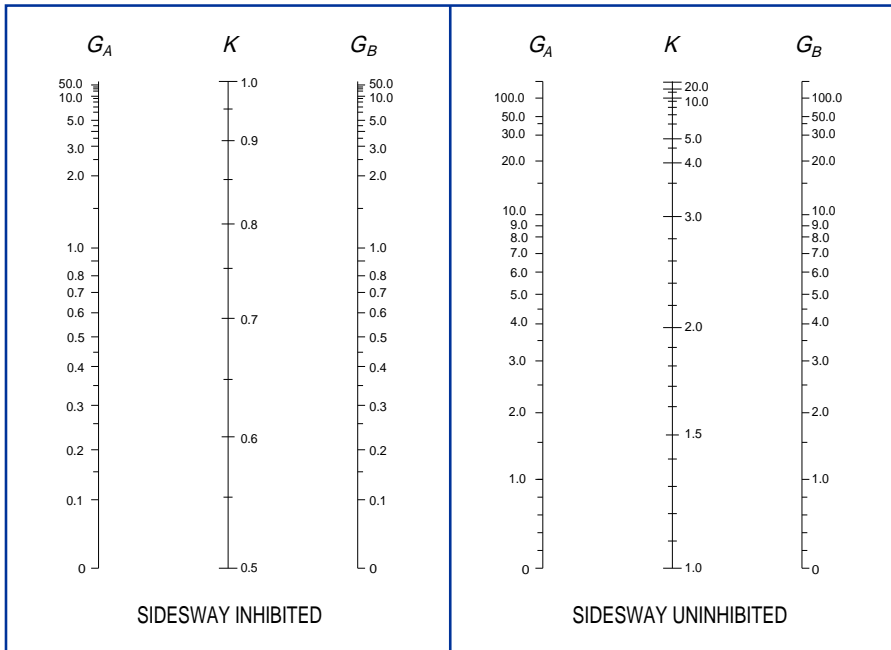 G_A K G_B
50.0 1.0 50.0
10.0 10.0
5.0 0.9 5.0
3.0 3.0
2.0 2.0
0.8
1.0 1.0
0.8 0.8
0.7 0.7
0.6 0.7 0.6
0.5 0.5
0.4 0.4
0.3 0.3
0.6
0.2 0.2
0.1 0.1
0 0.5 0
SIDESWAY INHIBITED
G_A K G_B
20.0
100.0 10.0 100.0
50.0 50.0
30.0 5.0 30.0
20.0 4.0 20.0
10.0 3.0 10.0
9.0 9.0
8.0 8.0
7.0 7.0
6.0 6.0
5.0 5.0
4.0 2.0 4.0
3.0 3.0
2.0 2.0
1.5
1.0 1.0
0 1.0 0
SIDESWAY UNINHIBITED